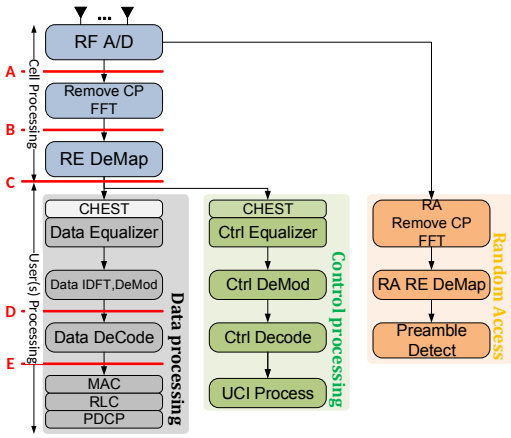 ...
RF A/D
A
Remove CP
FFT
B
RE DeMap
C
Cell Processing
CHEST
Data Equalizer
Data IDFT,DeMod
D
Data DeCode
E
MAC
RLC
PDCP
User(s) Processing
Data processing
CHEST
Ctrl Equalizer
Ctrl DeMod
Ctrl Decode
UCI Process
Control processing
RA
Remove CP
FFT
RA RE DeMap
Preamble
Detect
Random Access